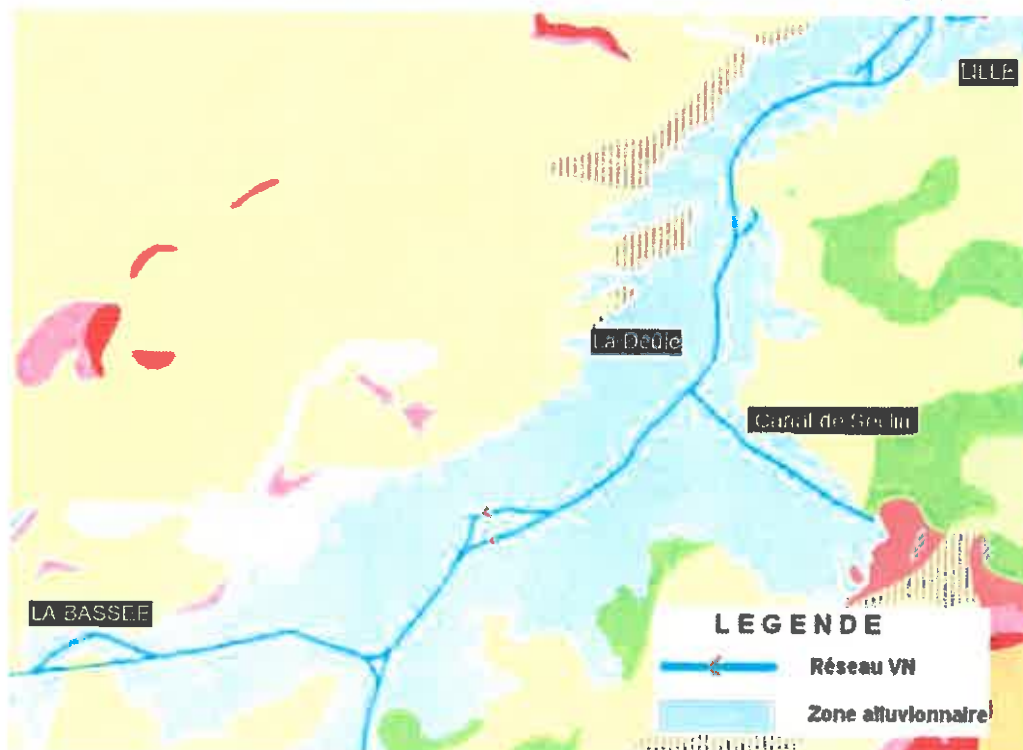 LILLE
La Deûle
Canal de Seclin
LA BASSEE
LEGENDE
Réseau VN
Zone alluvionnaire